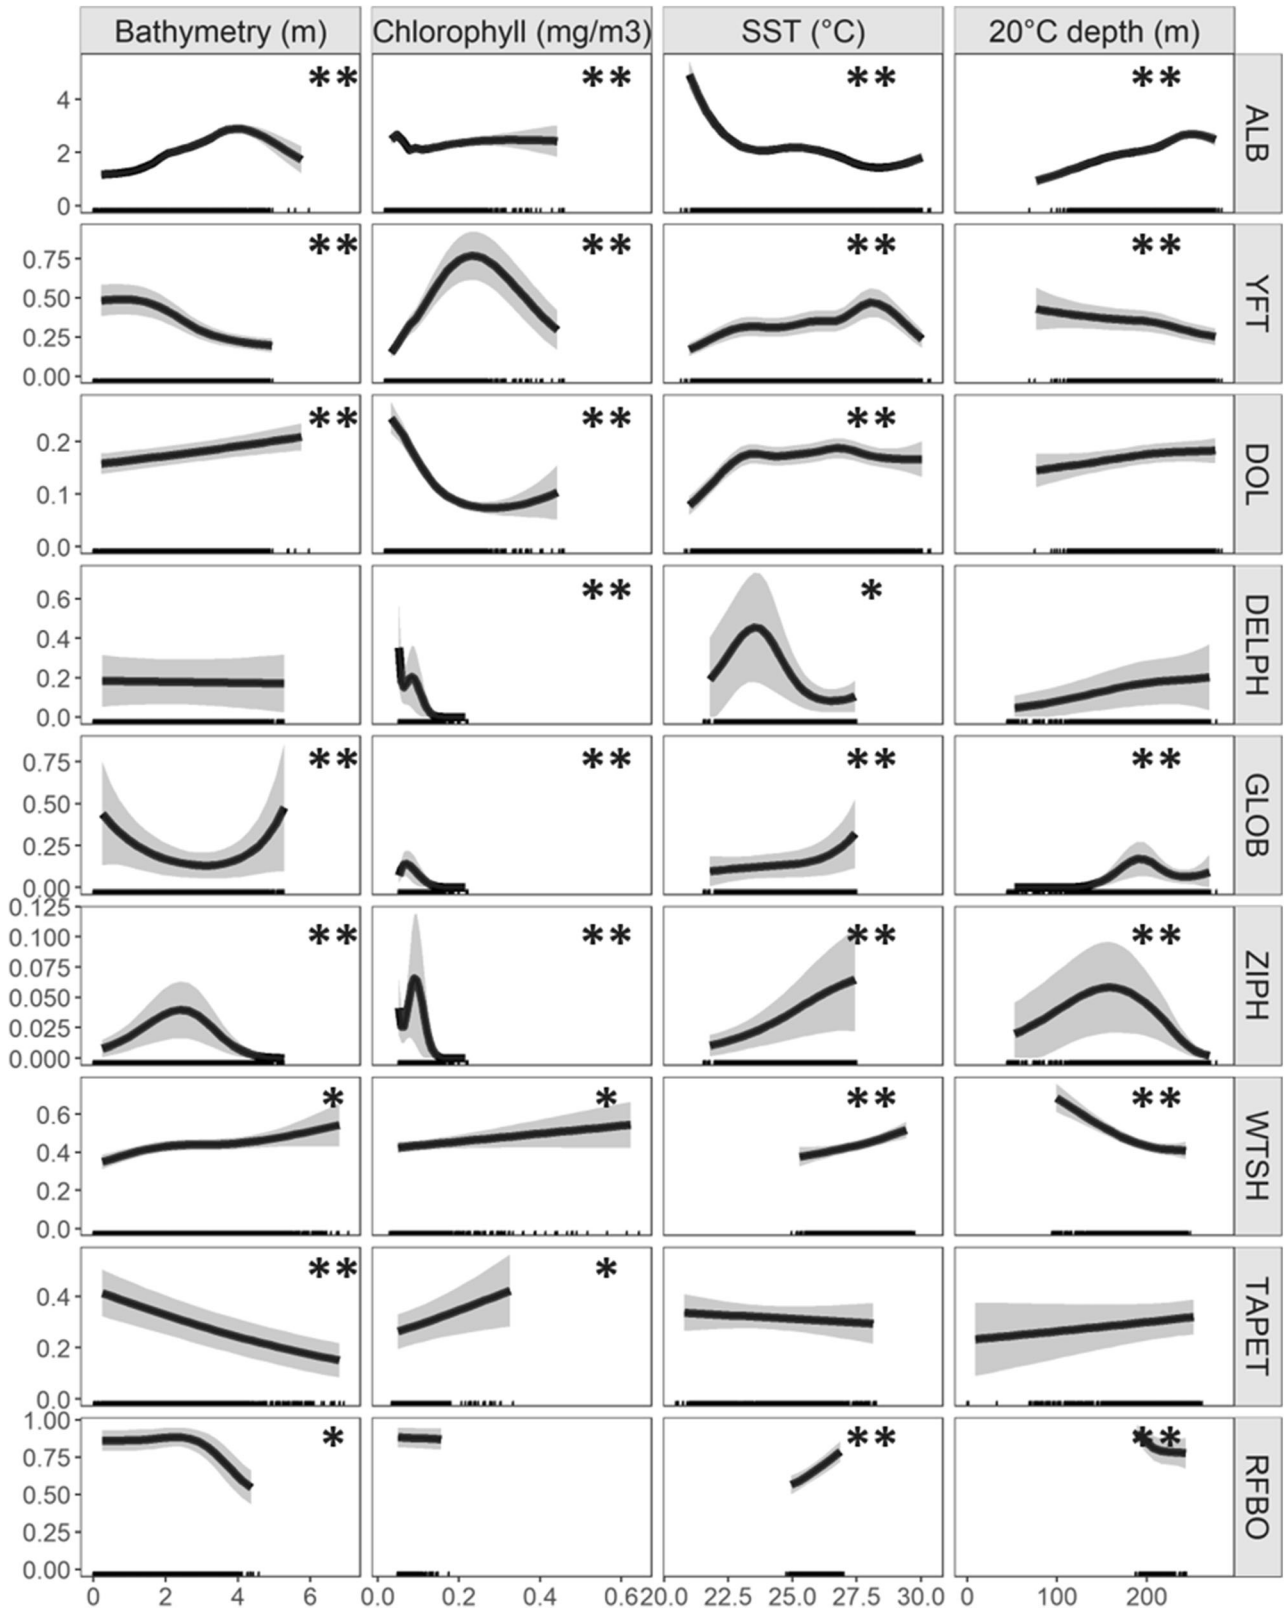 Bathymetry (m) Chlorophyll (mg/m3) SST (°C) 20°C depth (m)
** ** ** **
4
2
0
ALB
** ** ** **
0.75
0.50
0.25
0.00
YFT
** ** **
0.2
0.1
0.0
DOL
** *
0.6
0.4
0.2
0.0
DELPH
** ** ** **
0.75
0.50
0.25
0.00
GLOB
0.125
** ** ** **
0.100
0.075
0.050
0.025
0.000
ZIPH
* * ** **
0.6
0.4
0.2
0.0
WTSH
** *
0.4
0.2
0.0
TAPET
1.00
* ** **
0.75
0.50
0.25
0.00
RFBO
0 2 4 6 0.0 0.2 0.4 0.6 20.0 22.5 25.0 27.5 30.0 0 100 200